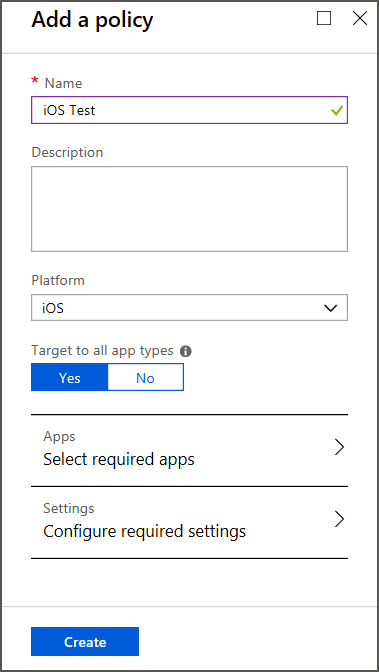 Add a policy
* Name
iOS Test
Description
Platform
iOS
Target to all app types
Yes No
Apps
Select required apps
Settings
Configure required settings
Create